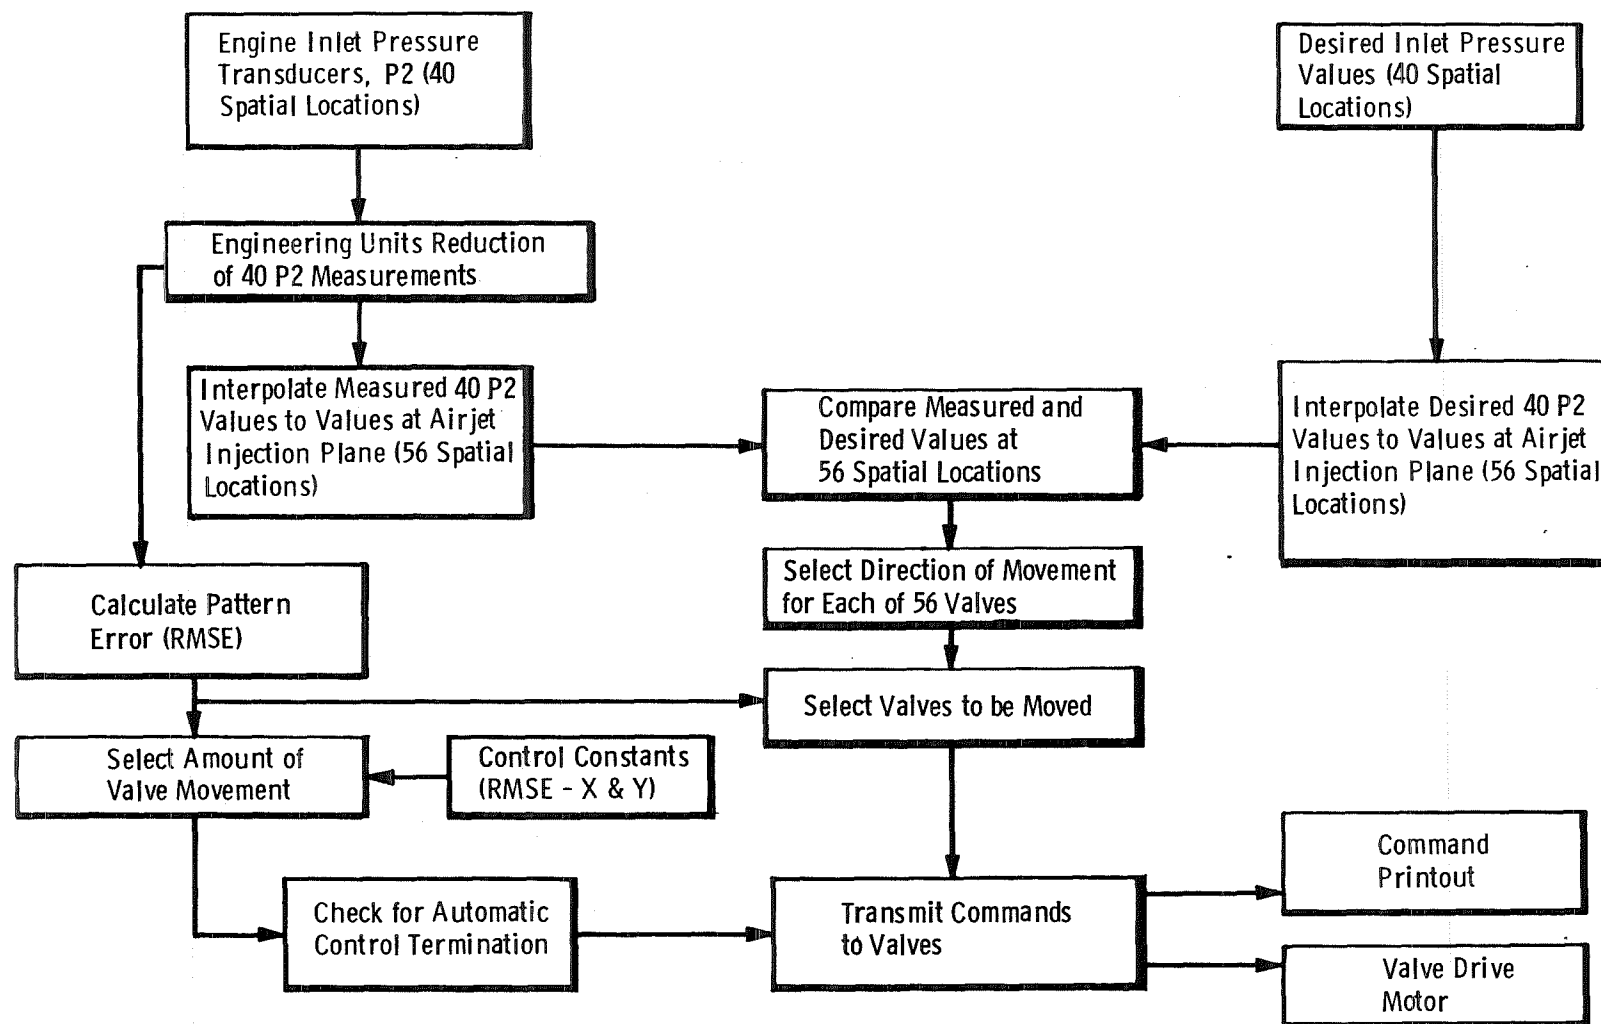 Engine Inlet Pressure
Transducers, P2 (40
Spatial Locations)
Desired Inlet Pressure
Values (40 Spatial
Locations)
Engineering Units Reduction
of 40 P2 Measurements
Interpolate Measured 40 P2
Values to Values at Airjet
Injection Plane (56 Spatial
Locations)
Compare Measured and
Desired Values at
56 Spatial Locations
Interpolate Desired 40 P2
Values to Values at Airjet
Injection Plane (56 Spatial
Locations)
Select Direction of Movement
for Each of 56 Valves
Calculate Pattern
Error (RMSE)
Select Valves to be Moved
Select Amount of
Valve Movement
Control Constants
(RMSE - X & Y)
Command
Printout
Check for Automatic
Control Termination
Transmit Commands
to Valves
Valve Drive
Motor